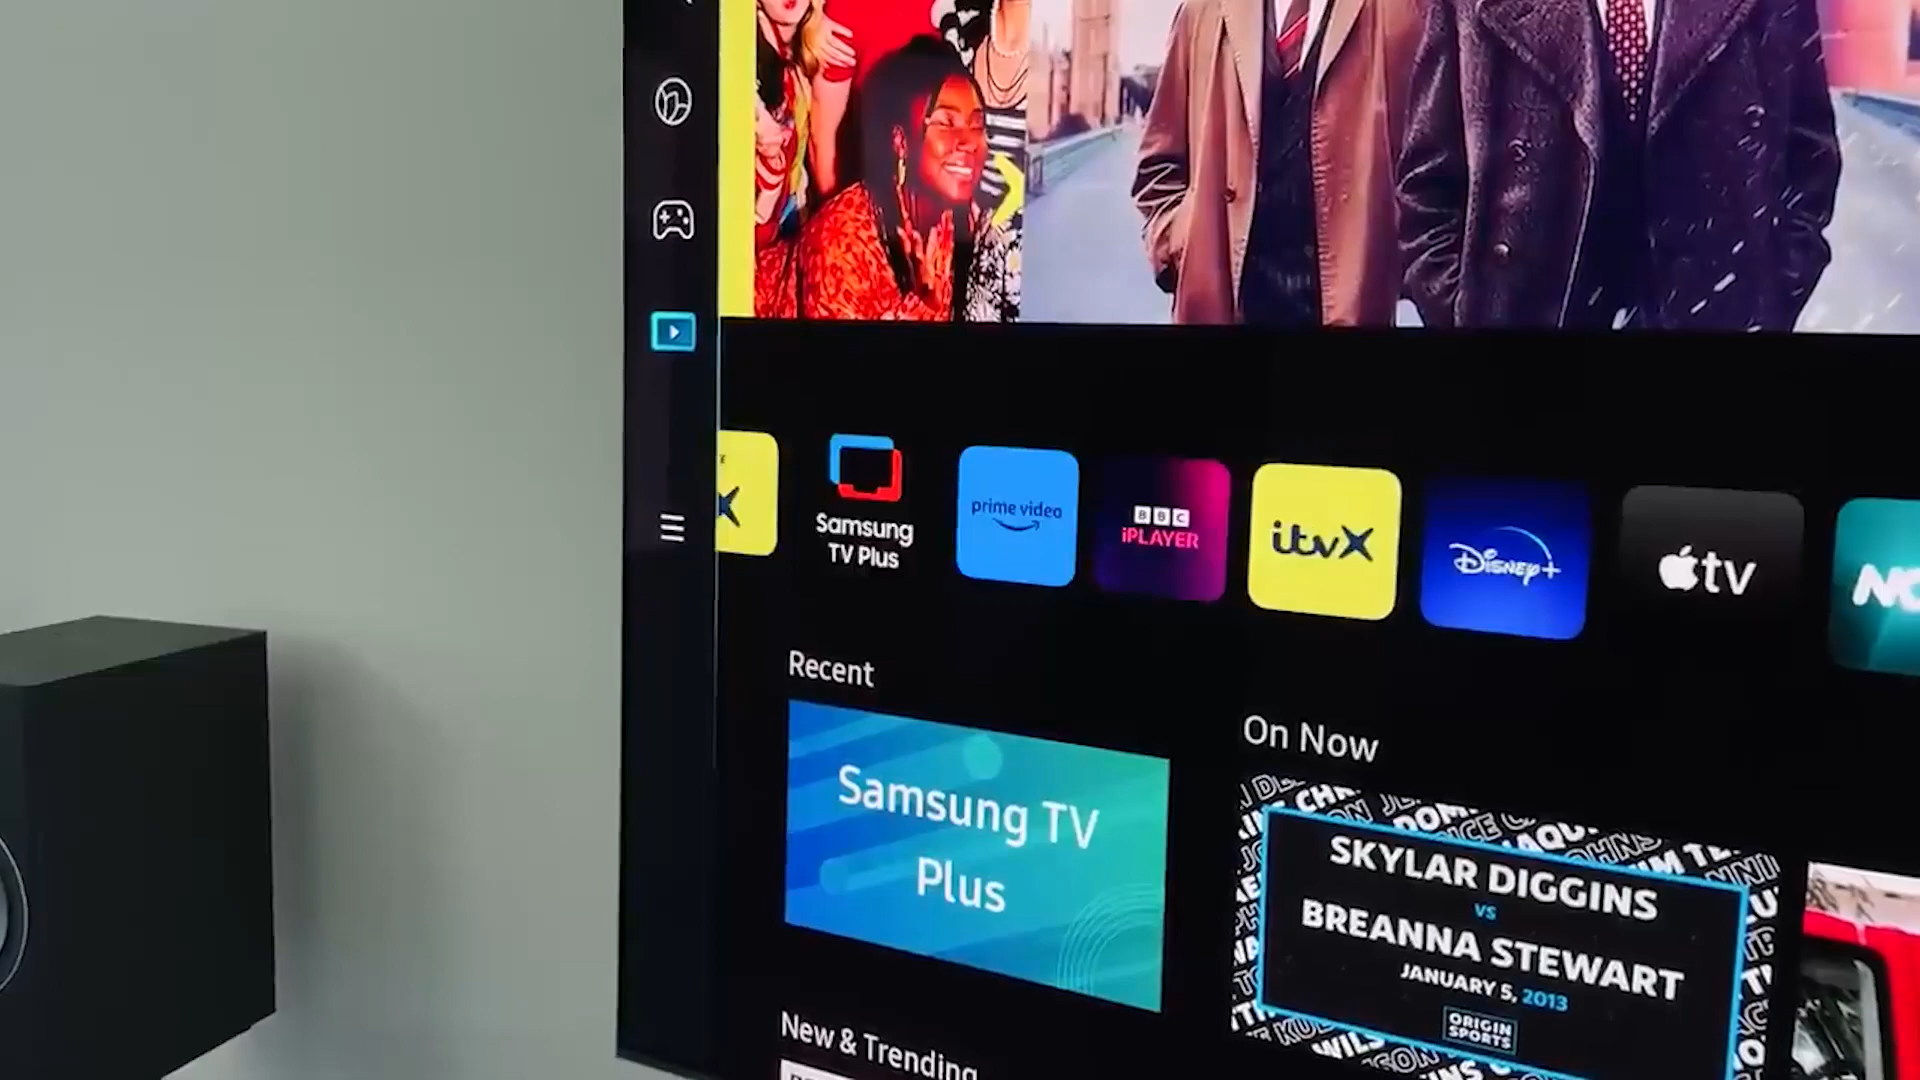 Samsung
TV Plus
prime video
BBC
iPLAYER
itvX
Disney+
tv
Recent
Samsung TV
Plus
On Now
SKYLAR DIGGINS
VS
BREANNA STEWART
JANUARY 5, 2013
ORIGIN
SPORTS
New & Trending